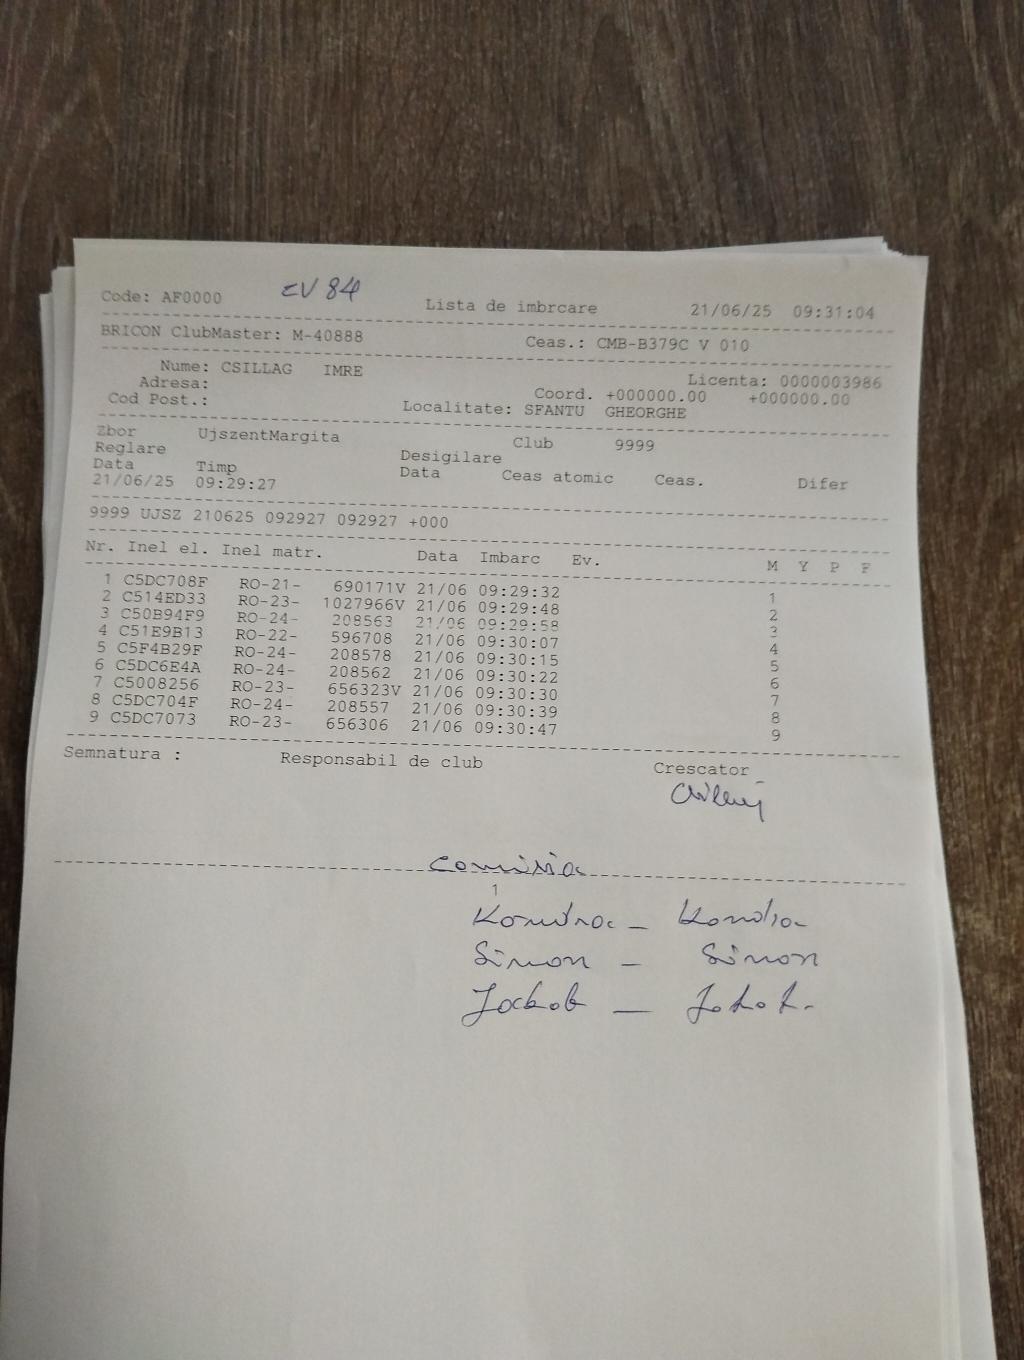 Code: AF0000 CV 84 Lista de imbrcare 21/06/25 09:31:04
BRICON ClubMaster: M-40888 Ceas.: CMB-B379C V 010
Nume: CSILLAG IMRE Licenta: 0000003986
Adresa: Coord. +000000.00 +000000.00
Cod Post.: Localitate: SFANTU GHEORGHE
Zbor UjszentMargita Club 9999
Reglare Desigilare
Data Timp Data Ceas atomic Ceas. Difer
21/06/25 09:29:27
9999 UJSZ 210625 092927 092927 +000
Nr. Inel el. Inel matr. Data Imbarc Ev. M Y P F
1 C5DC708F RO-21- 690171V 21/06 09:29:32 1
2 C514ED33 RO-23- 1027966V 21/06 09:29:48 2
3 C50B94F9 RO-24- 208563 21/06 09:29:58 3
4 C51E9B13 RO-22- 596708 21/06 09:30:07 4
5 C5F4B29F RO-24- 208578 21/06 09:30:15 5
6 C5DC6E4A RO-24- 208562 21/06 09:30:22 6
7 C5008256 RO-23- 656323V 21/06 09:30:30 7
8 C5DC704F RO-24- 208557 21/06 09:30:39 8
9 C5DC7073 RO-23- 656306 21/06 09:30:47 9
Semnatura : Responsabil de club Crescator
Comisia
1
Simon - Simon